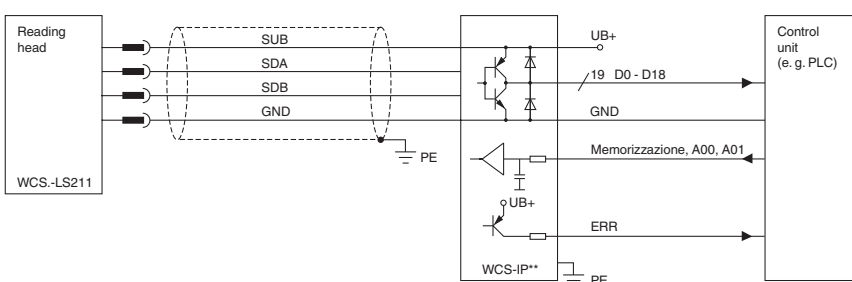 Reading
head
WCS.-LS211
SUB
SDA
SDB
GND
PE
UB+
19 D0 - D18
GND
Memorizzazione, A00, A01
UB+
ERR
WCS-IP**
PE
Control
unit
(e. g. PLC)